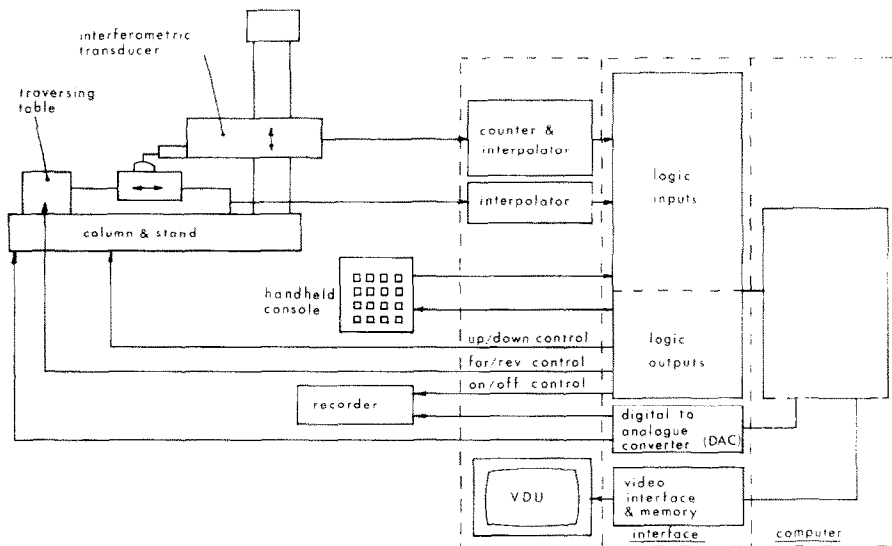 interferometric
transducer
traversing
table
counter &
interpolator
logic
inputs
interpolator
column & stand
handheld
console
up/down control
logic
outputs
for/rev control
on/off control
recorder
digital to
analogue
converter (DAC)
VDU
video
interface
& memory
interface
computer